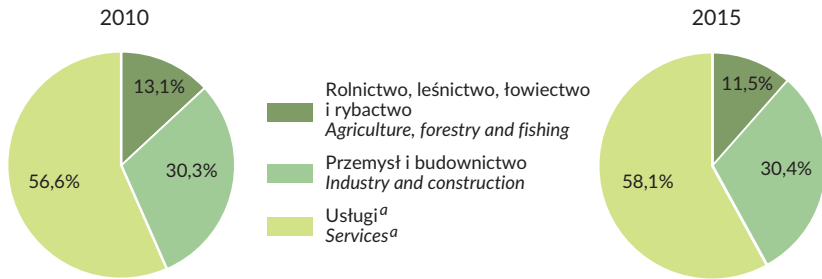 2010
2015
13,1%
30,3%
56,6%
Rolnictwo, leśnictwo, łowiectwo
i rybactwo
Agriculture, forestry and fishing
Przemysł i budownictwo
Industry and construction
Usługi a
Services a
11,5%
30,4%
58,1%